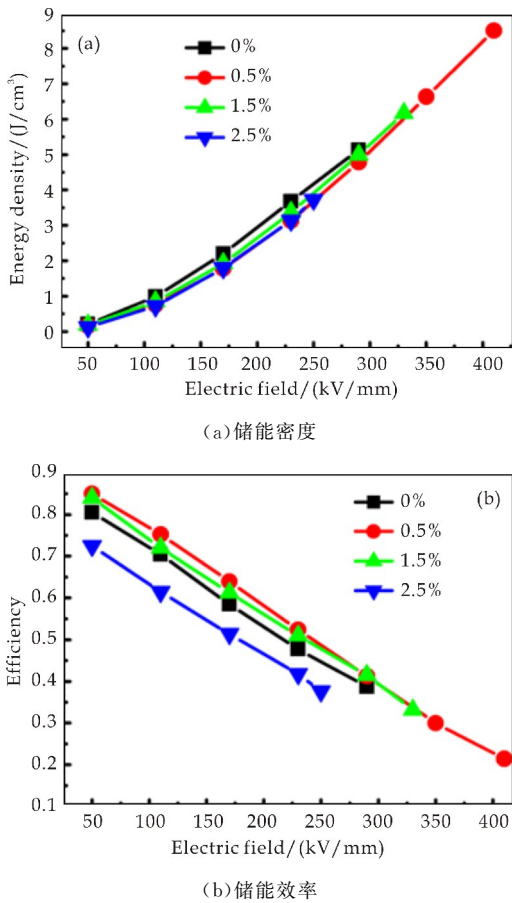 (a)
0%
0.5%
1.5%
2.5%
Energy density/(J/cm³)
9
8
7
6
5
4
3
2
1
0
50 100 150 200 250 300 350 400
Electric field/(kV/mm)
(a)储能密度
(b)
0%
0.5%
1.5%
2.5%
Efficiency
0.9
0.8
0.7
0.6
0.5
0.4
0.3
0.2
0.1
50 100 150 200 250 300 350 400
Electric field/(kV/mm)
(b)储能效率